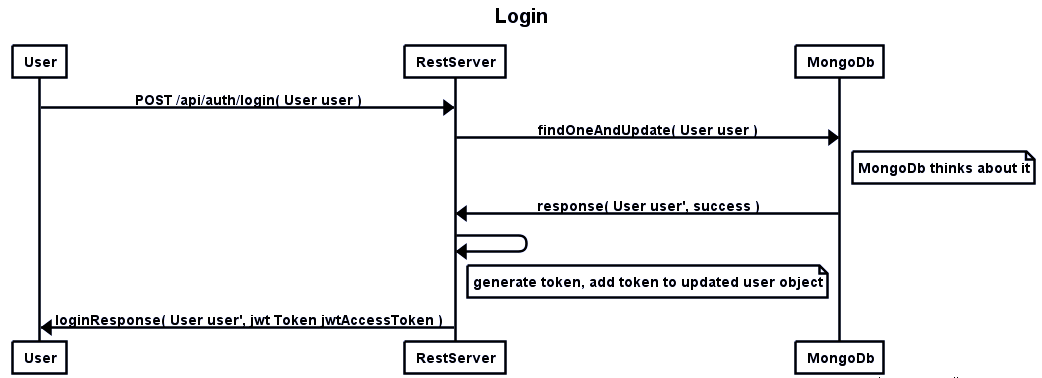 Login
User
RestServer
MongoDb
POST /api/auth/login( User user )
findOneAndUpdate( User user )
MongoDb thinks about it
response( User user', success )
generate token, add token to updated user object
loginResponse( User user', jwt Token jwtAccessToken )
User
RestServer
MongoDb